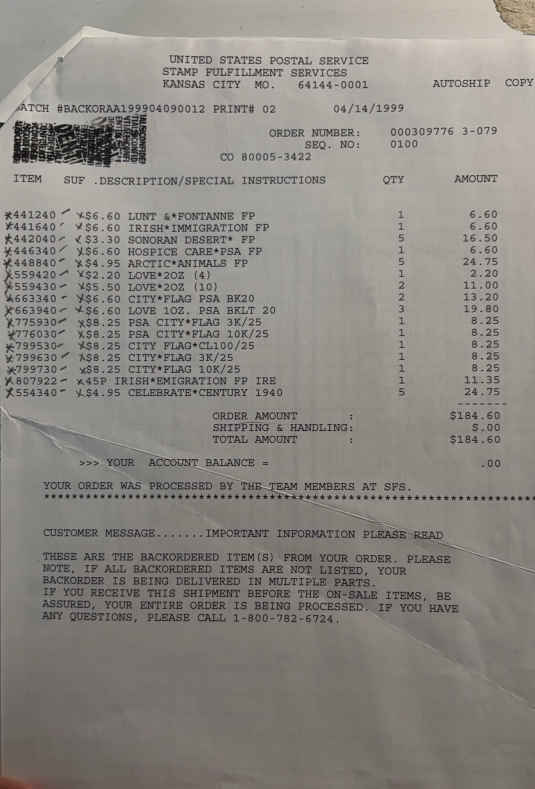 UNITED STATES POSTAL SERVICE
STAMP FULFILLMENT SERVICES
KANSAS CITY MO. 64144-0001 AUTOSHIP COPY
BATCH #BACKORAA199904090012 PRINT# 02 04/14/1999
ORDER NUMBER: 000309776 3-079
SEQ. NO: 0100
CO 80005-3422
ITEM SUF .DESCRIPTION/SPECIAL INSTRUCTIONS QTY AMOUNT
441240 $6.60 LUNT &*FONTANNE FP 1 6.60
441640 $6.60 IRISH*IMMIGRATION FP 1 6.60
442040 $3.30 SONORAN DESERT* FP 5 16.50
446340 $6.60 HOSPICE CARE*PSA FP 1 6.60
448840 $4.95 ARCTIC*ANIMALS FP 5 24.75
559420 $2.20 LOVE*2OZ (4) 1 2.20
559430 $5.50 LOVE*2OZ (10) 2 11.00
663340 $6.60 CITY*FLAG PSA BK20 2 13.20
663940 $6.60 LOVE 1OZ. PSA BKLT 20 3 19.80
775930 $8.25 PSA CITY*FLAG 3K/25 1 8.25
776030 $8.25 PSA CITY*FLAG 10K/25 1 8.25
799530 $8.25 CITY FLAG*CL100/25 1 8.25
799630 $8.25 CITY*FLAG 3K/25 1 8.25
799730 $8.25 CITY*FLAG 10K/25 1 8.25
807922 45P IRISH*EMIGRATION FP IRE 1 11.35
554340 $4.95 CELEBRATE*CENTURY 1940 5 24.75
-------
ORDER AMOUNT : $184.60
SHIPPING & HANDLING: $.00
TOTAL AMOUNT : $184.60
>>> YOUR ACCOUNT BALANCE = .00
YOUR ORDER WAS PROCESSED BY THE TEAM MEMBERS AT SFS.
CUSTOMER MESSAGE.......IMPORTANT INFORMATION PLEASE READ
THESE ARE THE BACKORDERED ITEM(S) FROM YOUR ORDER. PLEASE
NOTE, IF ALL BACKORDERED ITEMS ARE NOT LISTED, YOUR
BACKORDER IS BEING DELIVERED IN MULTIPLE PARTS.
IF YOU RECEIVE THIS SHIPMENT BEFORE THE ON-SALE ITEMS, BE
ASSURED, YOUR ENTIRE ORDER IS BEING PROCESSED. IF YOU HAVE
ANY QUESTIONS, PLEASE CALL 1-800-782-6724.